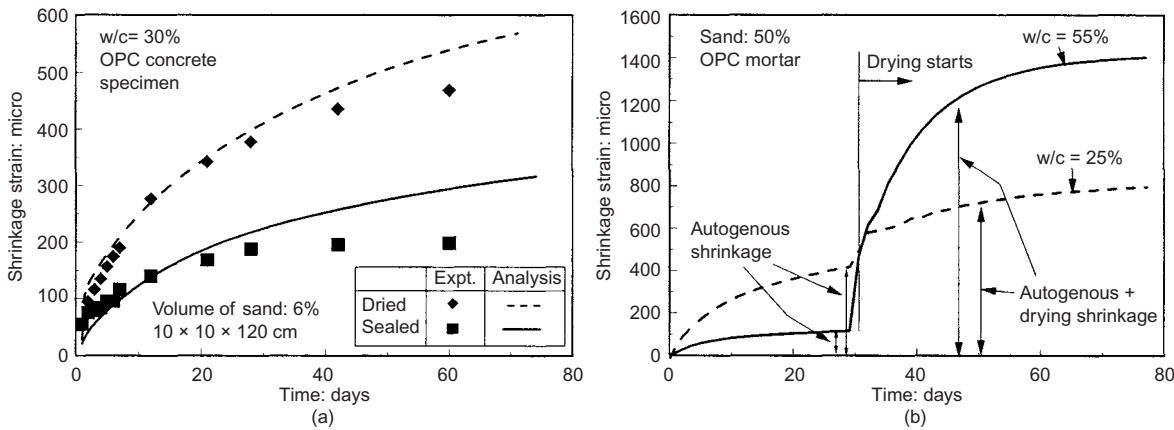 600
500
400
300
200
100
0
Shrinkage strain: micro
w/c= 30%
OPC concrete
specimen
Volume of sand: 6%
10 × 10 × 120 cm
Expt. Analysis
Dried
Sealed
0 20 40 60 80
Time: days
(a)
1600
1400
1200
1000
800
600
400
200
0
Shrinkage strain: micro
Sand: 50%
OPC mortar
Drying starts
w/c = 55%
w/c = 25%
Autogenous
shrinkage
Autogenous +
drying shrinkage
0 20 40 60 80
Time: days
(b)